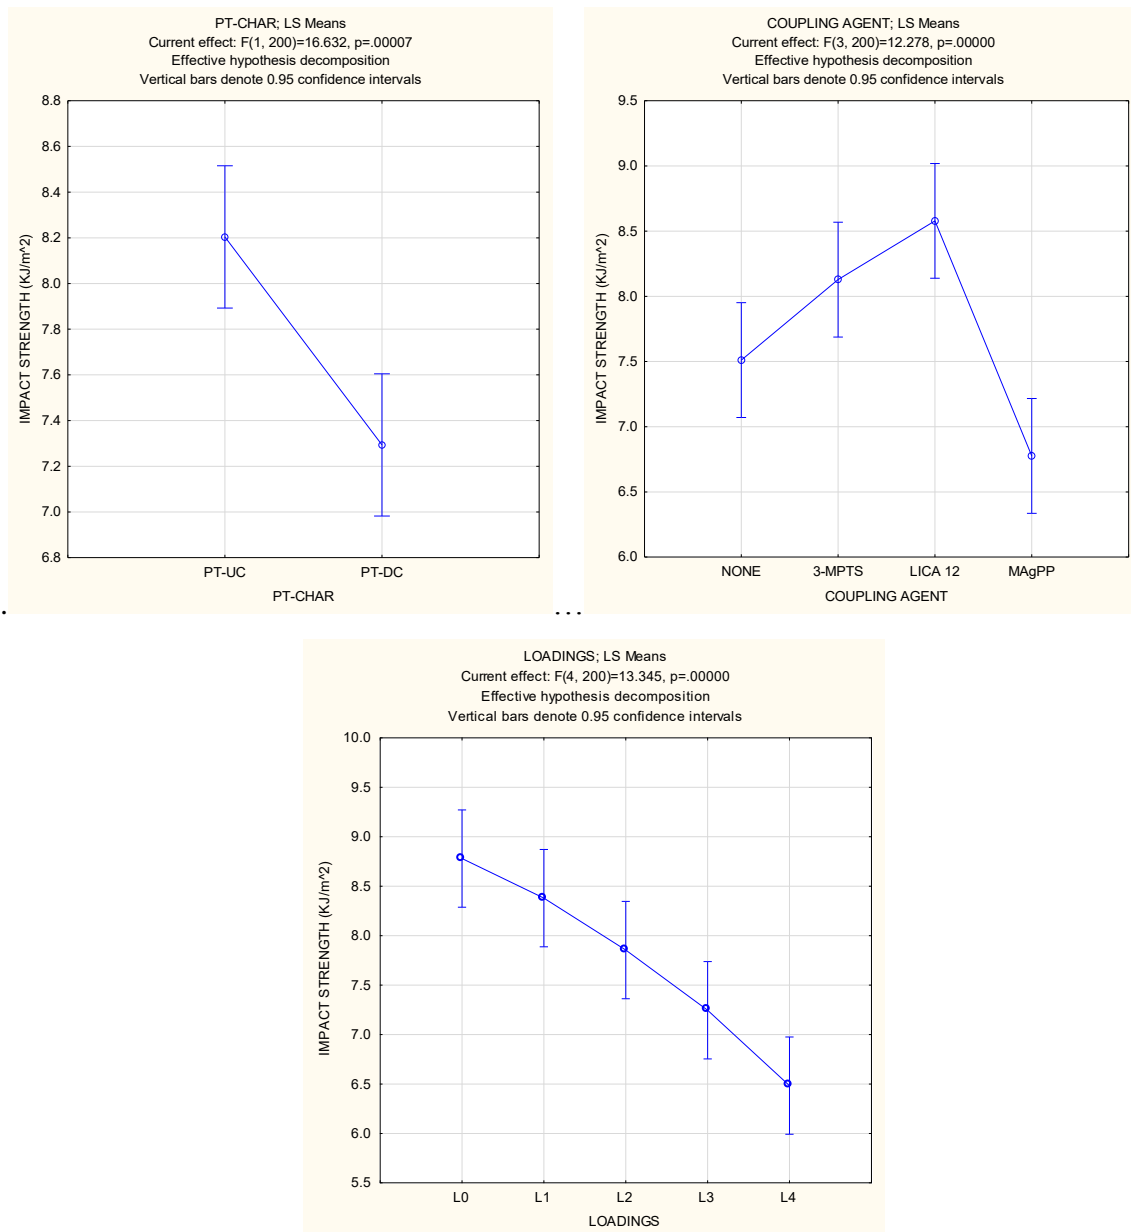 PT-CHAR; LS Means
Current effect: F(1, 200)=16.632, p=.00007
Effective hypothesis decomposition
Vertical bars denote 0.95 confidence intervals
8.8
8.6
8.4
8.2
8.0
7.8
7.6
7.4
7.2
7.0
6.8
IMPACT STRENGTH (KJ/m^2)
PT-UC PT-DC
PT-CHAR
.
COUPLING AGENT; LS Means
Current effect: F(3, 200)=12.278, p=.00000
Effective hypothesis decomposition
Vertical bars denote 0.95 confidence intervals
9.5
9.0
8.5
8.0
7.5
7.0
6.5
6.0
IMPACT STRENGTH (KJ/m^2)
NONE 3-MPTS LICA 12 MAgPP
COUPLING AGENT
...
LOADINGS; LS Means
Current effect: F(4, 200)=13.345, p=.00000
Effective hypothesis decomposition
Vertical bars denote 0.95 confidence intervals
10.0
9.5
9.0
8.5
8.0
7.5
7.0
6.5
6.0
5.5
IMPACT STRENGTH (KJ/m^2)
L0 L1 L2 L3 L4
LOADINGS